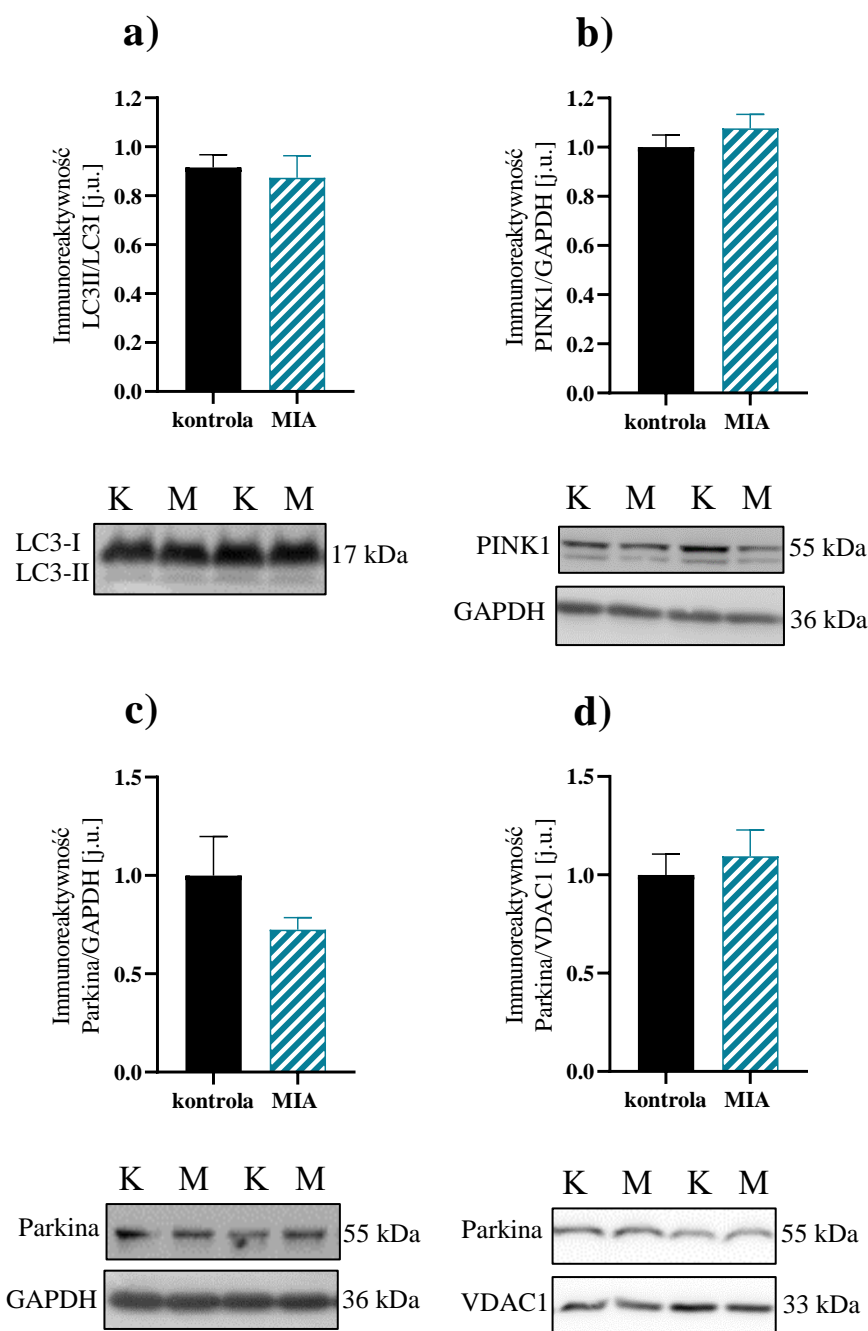 a)
Immunoreaktywność
LC3II/LC3I [j.u.]
1.2
1.0
0.8
0.6
0.4
0.2
0.0
kontrola MIA
K M K M
LC3-I
LC3-II
17 kDa
b)
Immunoreaktywność
PINK1/GAPDH [j.u.]
1.2
1.0
0.8
0.6
0.4
0.2
0.0
kontrola MIA
K M K M
PINK1 55 kDa
GAPDH 36 kDa
c)
Immunoreaktywność
Parkina/GAPDH [j.u.]
1.5
1.0
0.5
0.0
kontrola MIA
K M K M
Parkina 55 kDa
GAPDH 36 kDa
d)
Immunoreaktywność
Parkina/VDAC1 [j.u.]
1.5
1.0
0.5
0.0
kontrola MIA
K M K M
Parkina 55 kDa
VDAC1 33 kDa